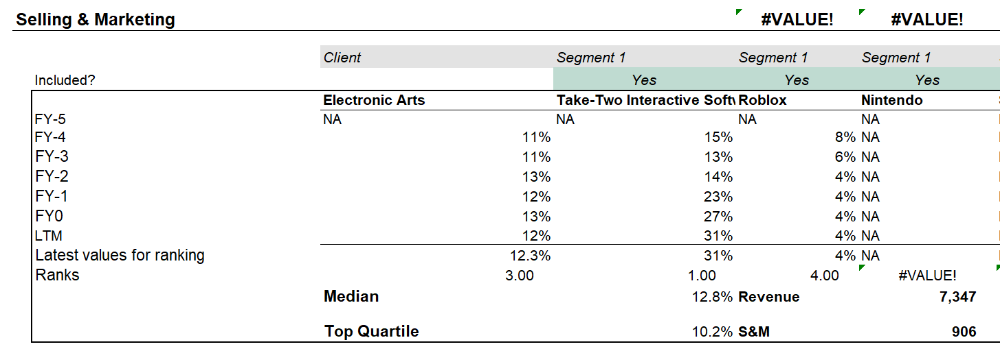 Selling & Marketing #VALUE! #VALUE!
Client Segment 1 Segment 1 Segment 1
Included? Yes Yes Yes
Electronic Arts Take-Two Interactive Softw Roblox Nintendo
FY-5 NA NA NA NA
FY-4 11% 15% 8% NA
FY-3 11% 13% 6% NA
FY-2 13% 14% 4% NA
FY-1 12% 23% 4% NA
FY0 13% 27% 4% NA
LTM 12% 31% 4% NA
Latest values for ranking 12.3% 31% 4% NA
Ranks 3.00 1.00 4.00 #VALUE!
Median 12.8% Revenue 7,347
Top Quartile 10.2% S&M 906